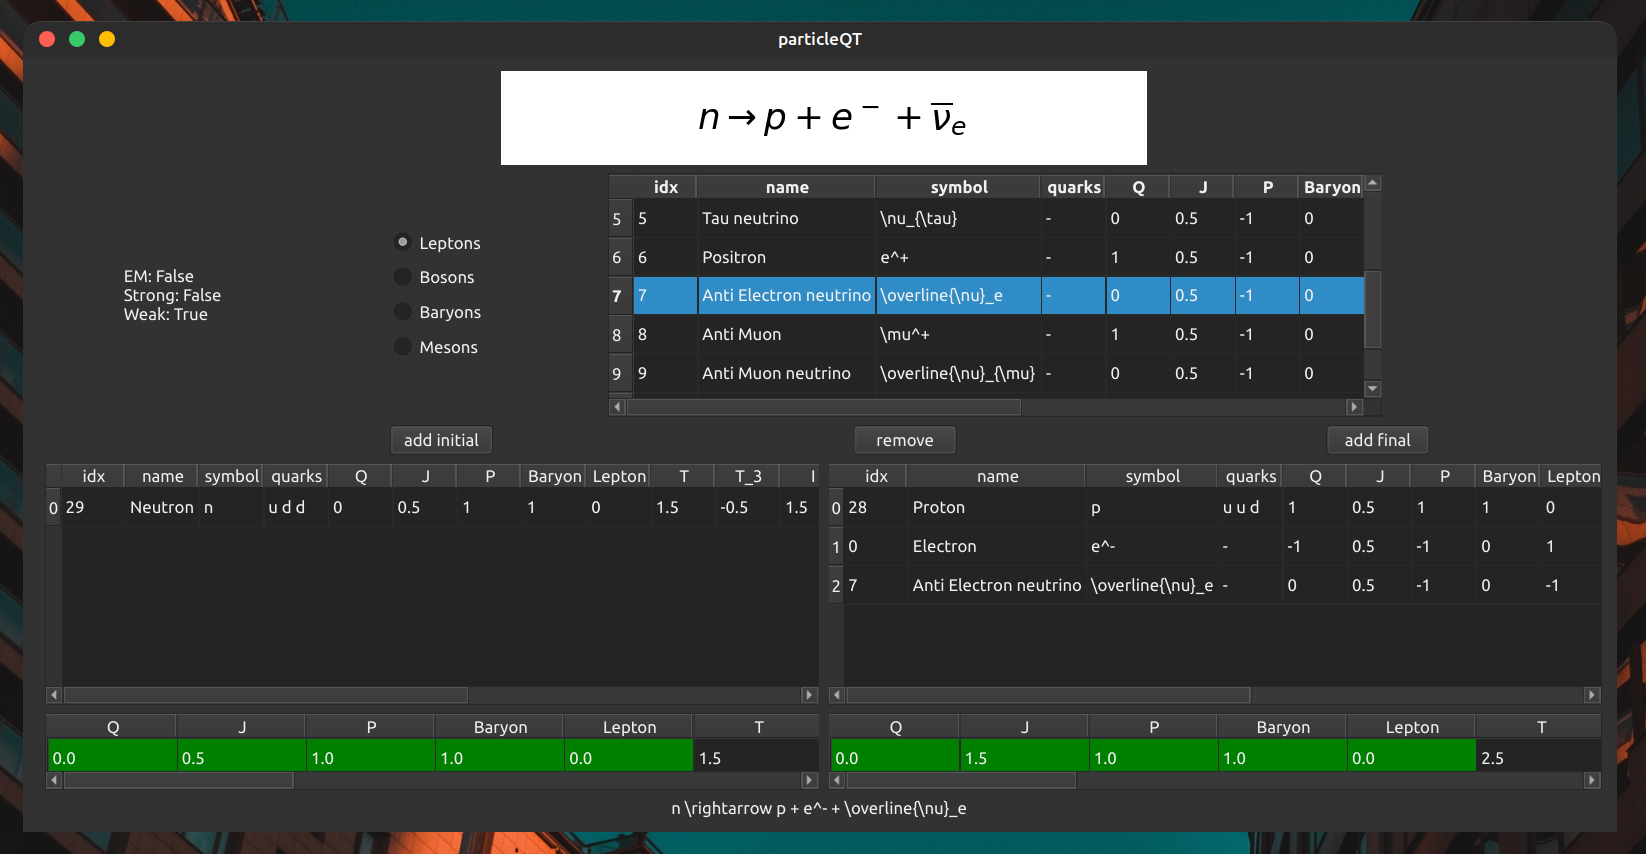 particleQT
n → p + e⁻ + ν̅ₑ
idx name symbol quarks Q J P Baryon
5 5 Tau neutrino \nu_{\tau} - 0 0.5 -1 0
6 6 Positron e^+ - 1 0.5 -1 0
7 7 Anti Electron neutrino \overline{\nu}_e - 0 0.5 -1 0
8 8 Anti Muon \mu^+ - 1 0.5 -1 0
9 9 Anti Muon neutrino \overline{\nu}_{\mu} - 0 0.5 -1 0
Leptons
Bosons
Baryons
Mesons
EM: False
Strong: False
Weak: True
add initial
remove
add final
idx name symbol quarks Q J P Baryon Lepton T T_3 I
0 29 Neutron n u d d 0 0.5 1 1 0 1.5 -0.5 1.5
idx name symbol quarks Q J P Baryon Lepton
0 28 Proton p u u d 1 0.5 1 1 0
1 0 Electron e^- - -1 0.5 -1 0 1
2 7 Anti Electron neutrino \overline{\nu}_e - 0 0.5 -1 0 -1
Q J P Baryon Lepton T
0.0 0.5 1.0 1.0 0.0 1.5
Q J P Baryon Lepton T
0.0 1.5 1.0 1.0 0.0 2.5
n \rightarrow p + e^- + \overline{\nu}_e